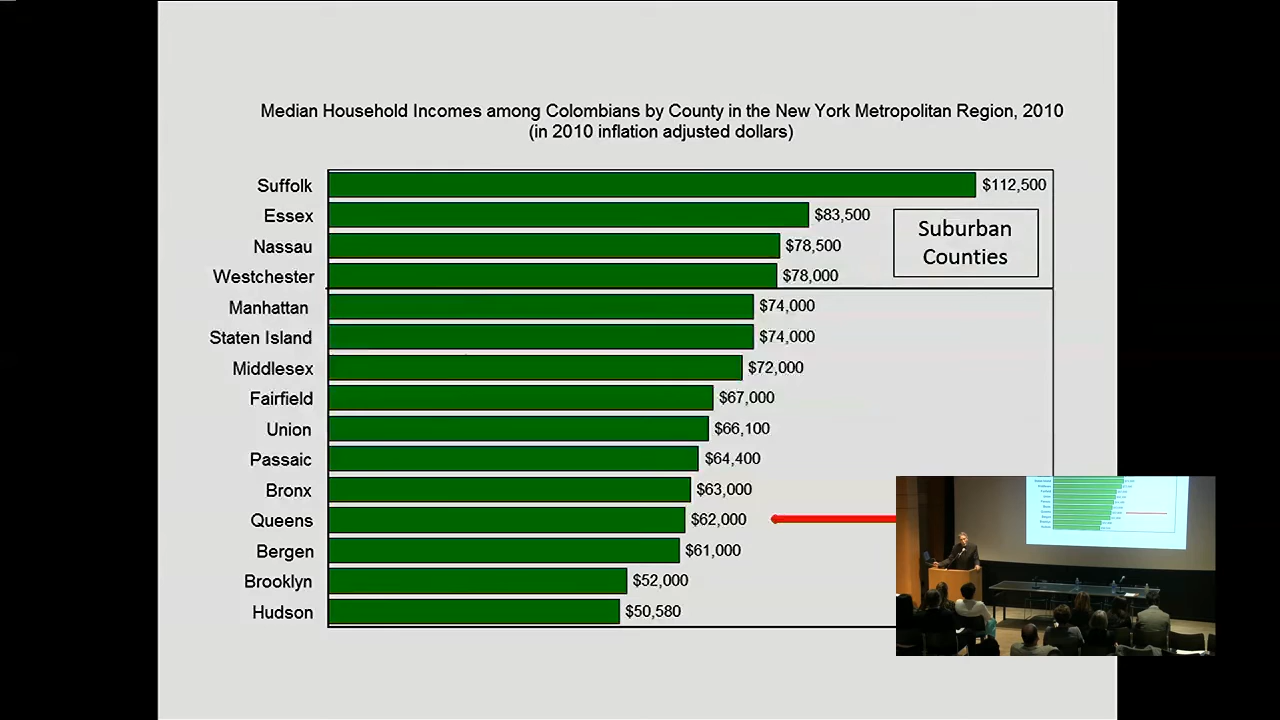 Median Household Incomes among Colombians by County in the New York Metropolitan Region, 2010
(in 2010 inflation adjusted dollars)
Suffolk $112,500
Essex $83,500
Suburban
Counties
Nassau $78,500
Westchester $78,000
Manhattan $74,000
Staten Island $74,000
Middlesex $72,000
Fairfield $67,000
Union $66,100
Passaic $64,400
Bronx $63,000
Queens $62,000
Bergen $61,000
Brooklyn $52,000
Hudson $50,580